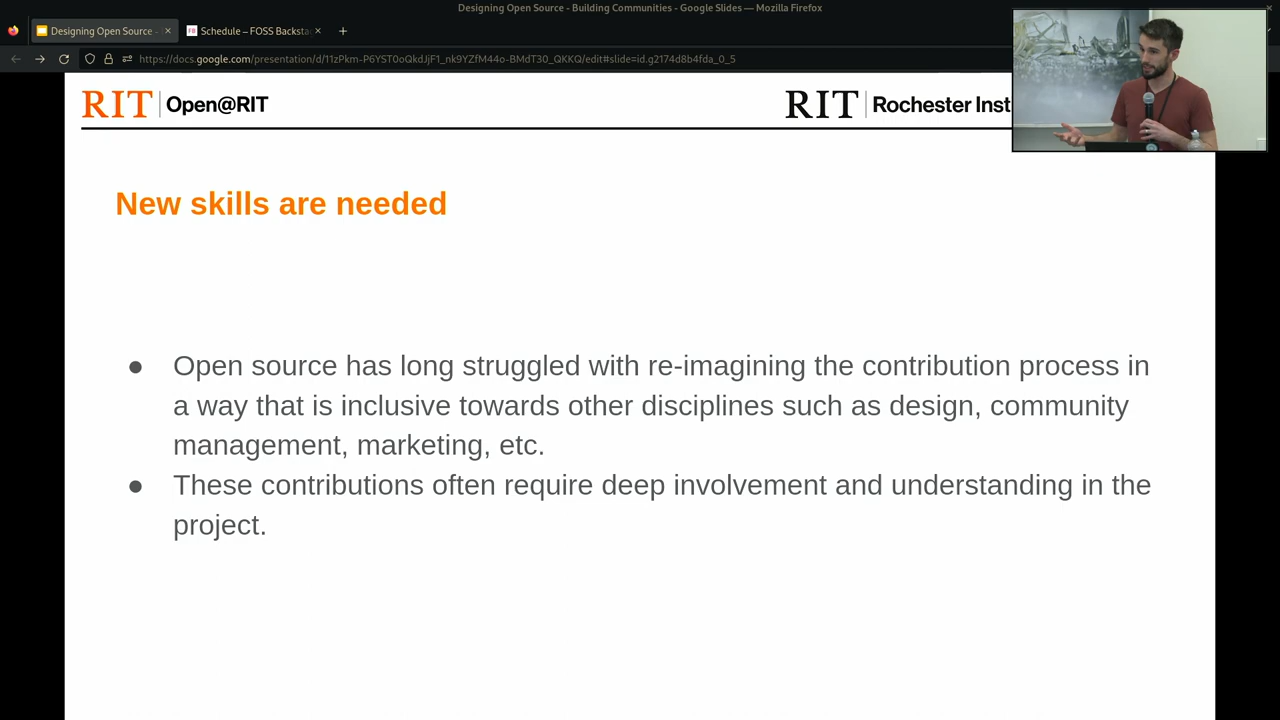 Designing Open Source - Building Communities - Google Slides — Mozilla Firefox
Designing Open Source -
Schedule – FOSS Backsta
https://docs.google.com/presentation/d/11zPkm-P6YST0oQkdJjF1_nk9YZfM44o-BMdT30_QKKQ/edit#slide=id.g2174d8b4fda_0_5
RIT | Open@RIT
RIT | Rochester Inst
New skills are needed
● Open source has long struggled with re-imagining the contribution process in
a way that is inclusive towards other disciplines such as design, community
management, marketing, etc.
● These contributions often require deep involvement and understanding in the
project.